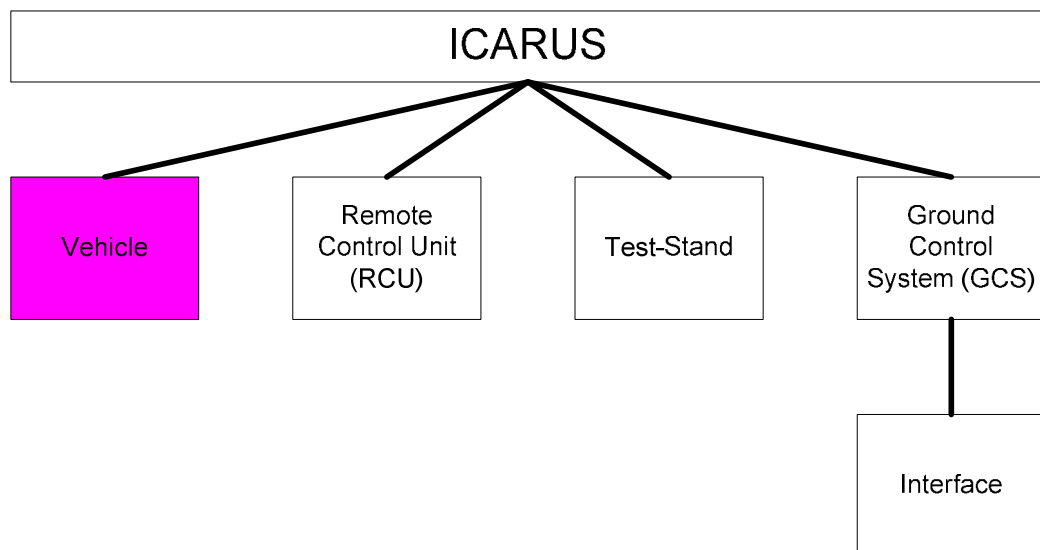 ICARUS
Vehicle
Remote
Control Unit
(RCU)
Test-Stand
Ground
Control
System (GCS)
Interface